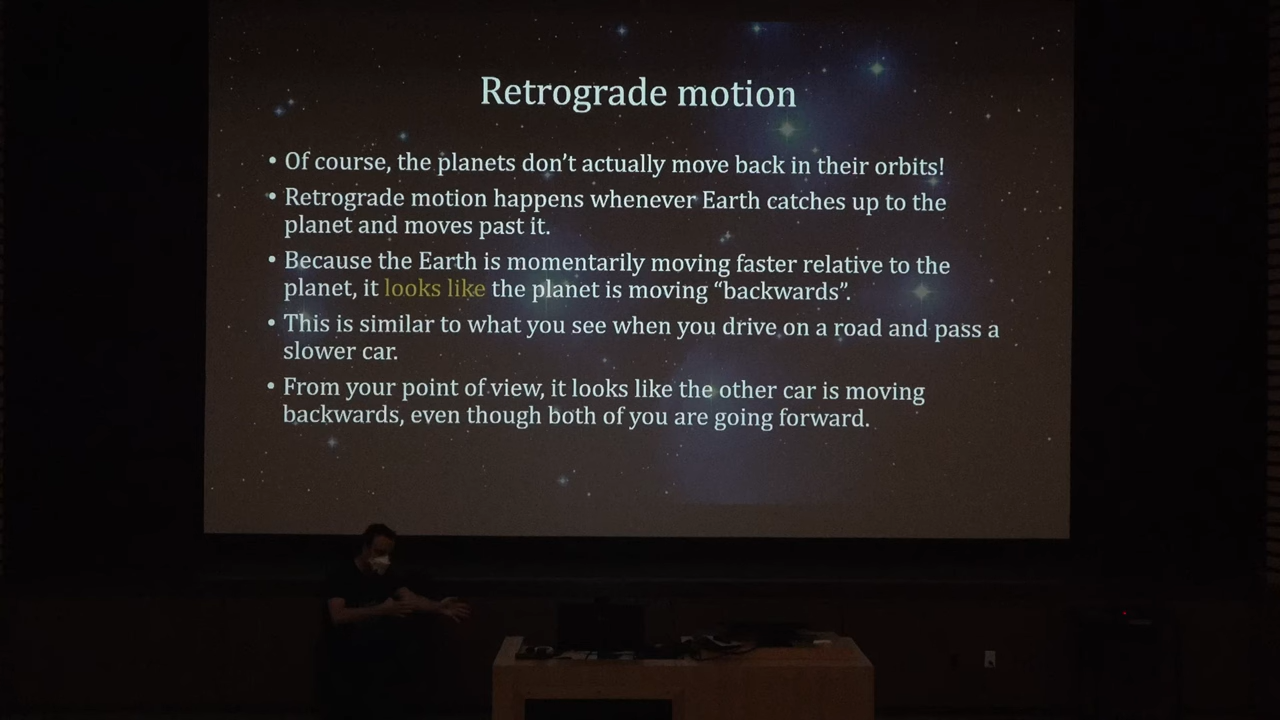 Retrograde motion
• Of course, the planets don’t actually move back in their orbits!
• Retrograde motion happens whenever Earth catches up to the
planet and moves past it.
• Because the Earth is momentarily moving faster relative to the
planet, it looks like the planet is moving “backwards”.
• This is similar to what you see when you drive on a road and pass a
slower car.
• From your point of view, it looks like the other car is moving
backwards, even though both of you are going forward.